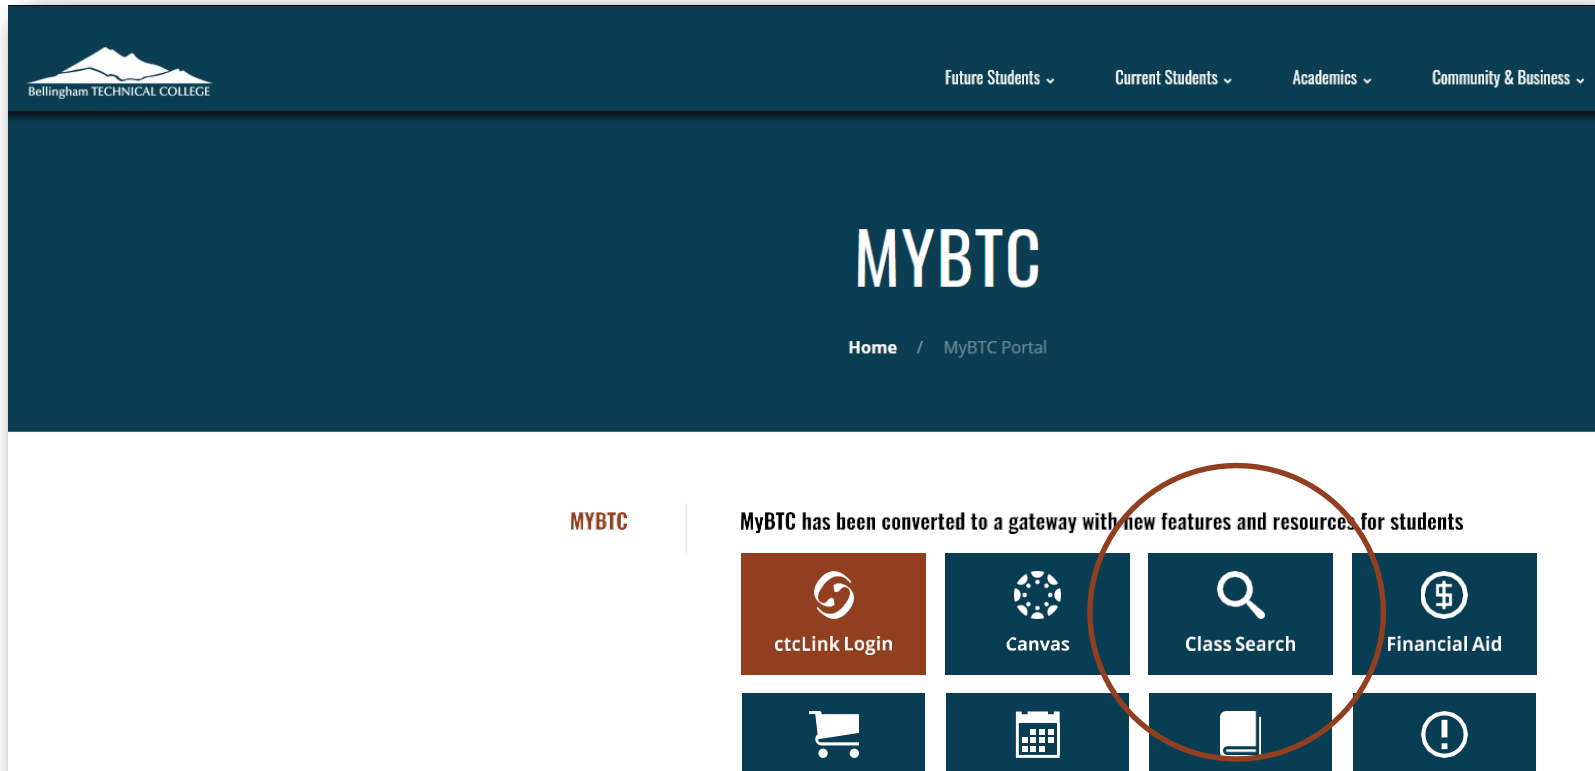 Bellingham TECHNICAL COLLEGE
Future Students
Current Students
Academics
Community & Business
MYBTC
Home / MyBTC Portal
MYBTC
MyBTC has been converted to a gateway with new features and resources for students
ctcLink Login
Canvas
Class Search
Financial Aid